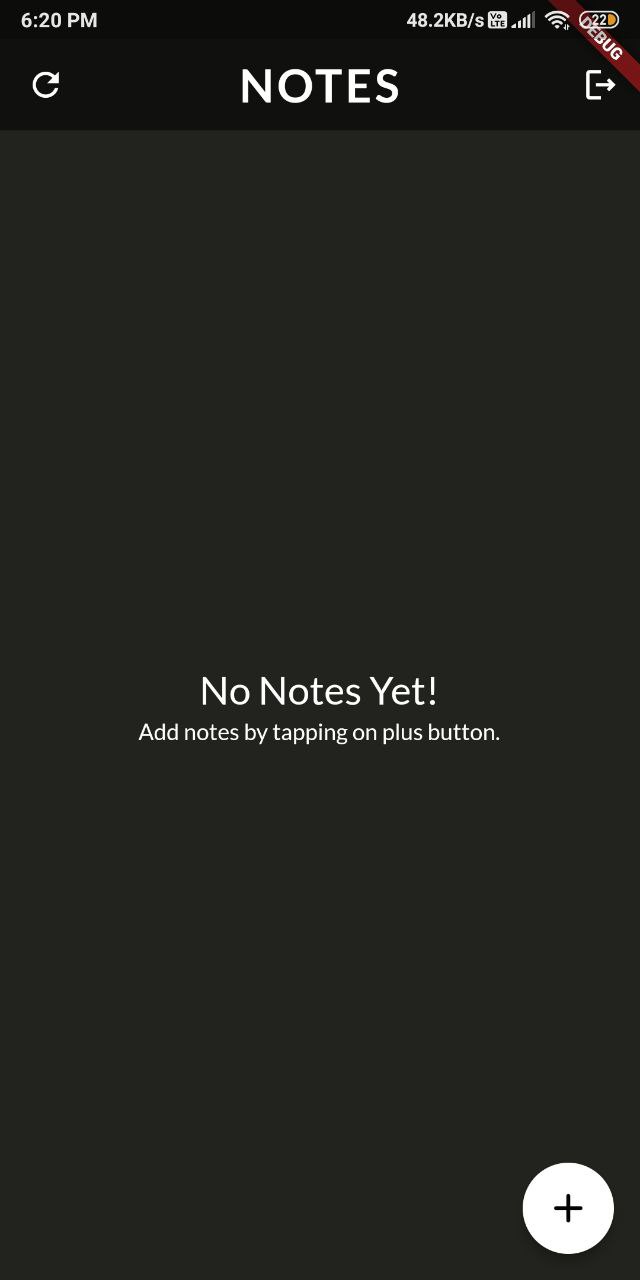 6:20 PM
48.2KB/s
Vo
LTE
22
DEBUG
NOTES
No Notes Yet!
Add notes by tapping on plus button.